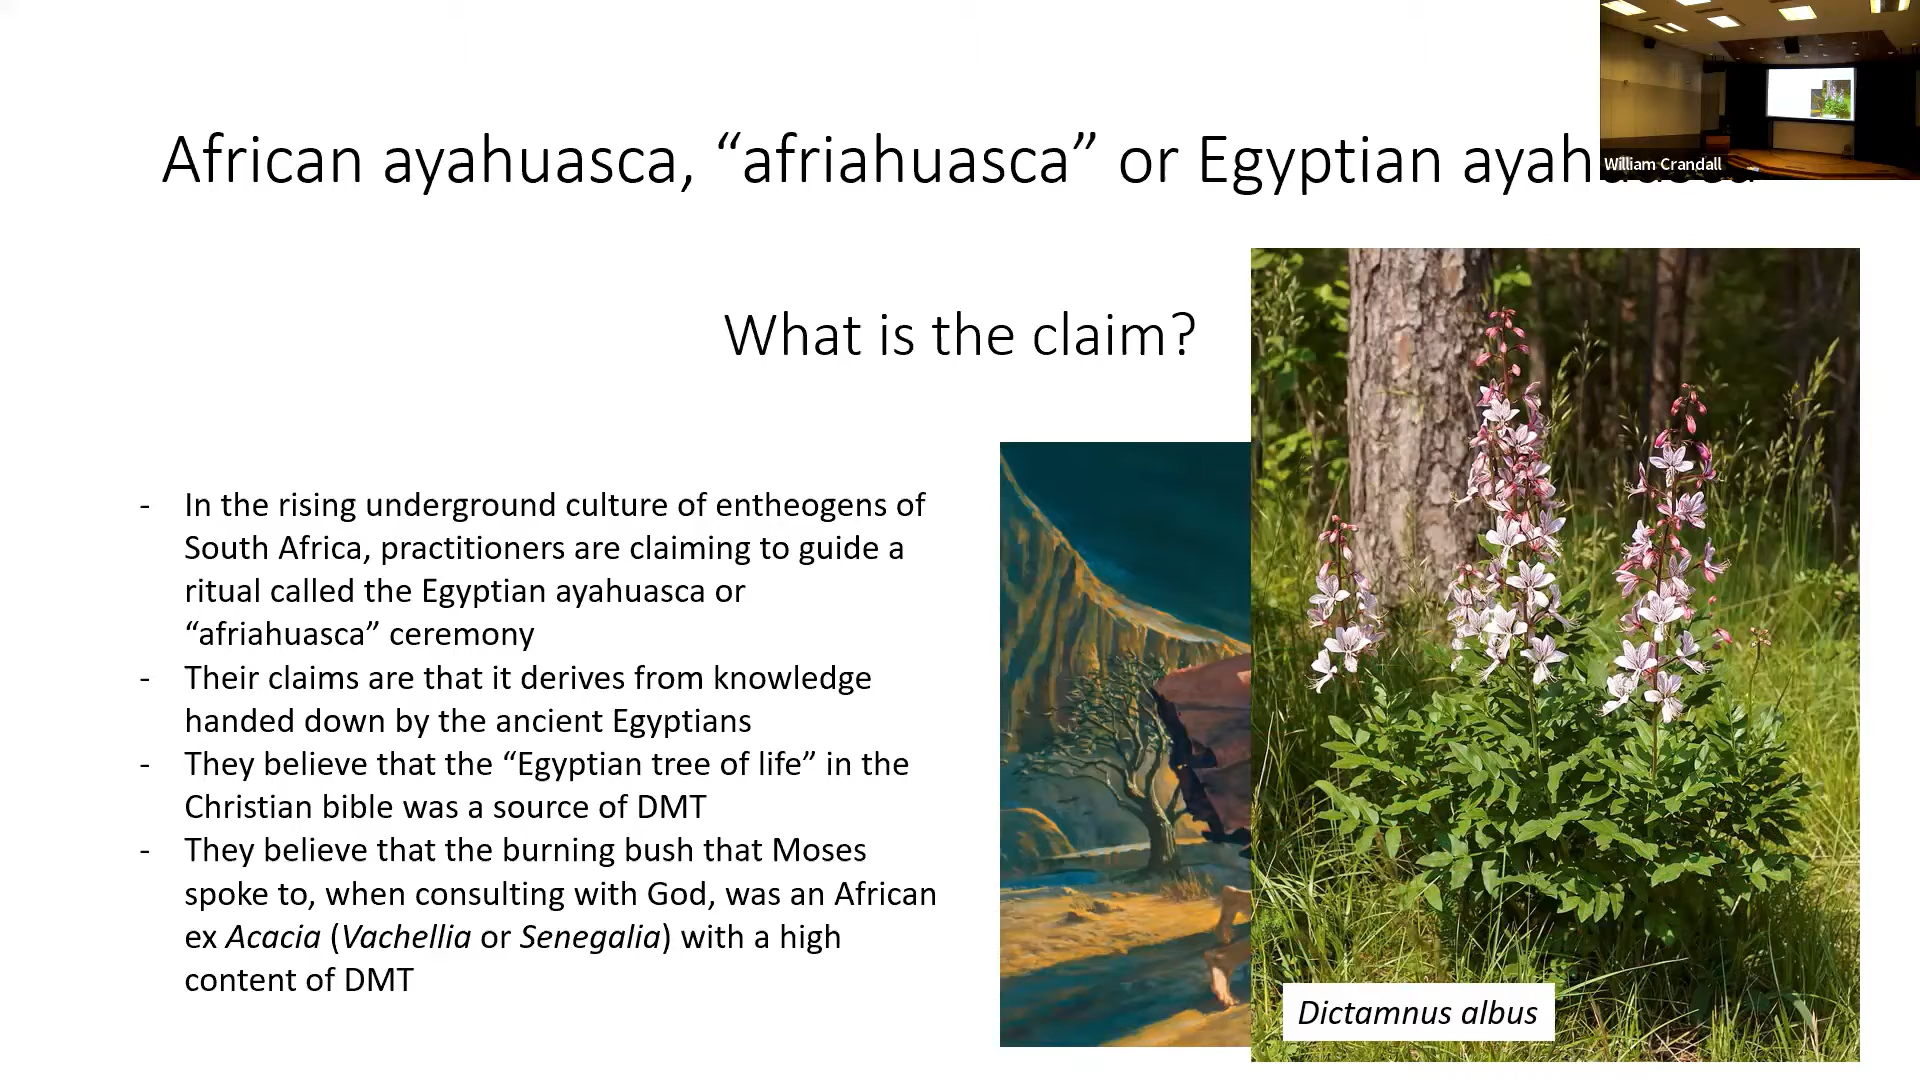 African ayahuasca, “afriahuasca” or Egyptian
William Crandall
What is the claim?
- In the rising underground culture of entheogens of
South Africa, practitioners are claiming to guide a
ritual called the Egyptian ayahuasca or
“afriahuasca” ceremony
- Their claims are that it derives from knowledge
handed down by the ancient Egyptians
- They believe that the “Egyptian tree of life” in the
Christian bible was a source of DMT
- They believe that the burning bush that Moses
spoke to, when consulting with God, was an African
ex Acacia (Vachellia or Senegalia) with a high
content of DMT
Dictamnus albus